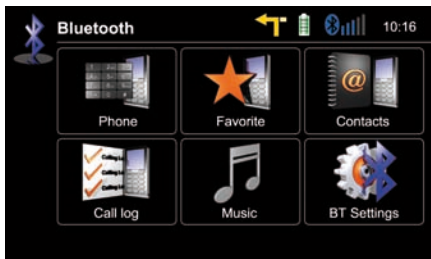 Bluetooth
10:16
Phone
Favorite
Contacts
Call log
Music
BT Settings